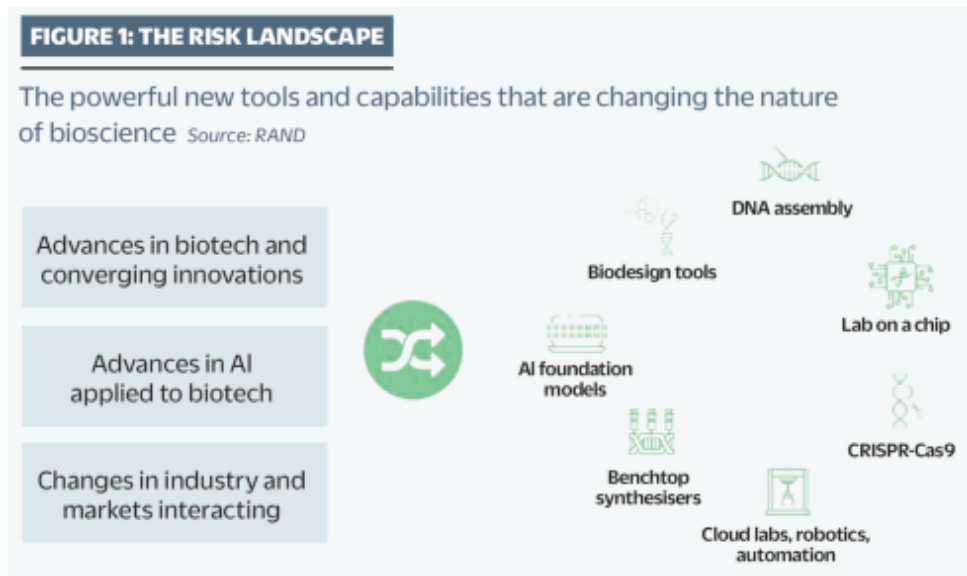 FIGURE 1: THE RISK LANDSCAPE
The powerful new tools and capabilities that are changing the nature
of bioscience Source: RAND
Advances in biotech and
converging innovations
Advances in AI
applied to biotech
Changes in industry and
markets interacting
DNA assembly
Biodesign tools
Lab on a chip
AI foundation
models
CRISPR-Cas9
Benchtop
synthesisers
Cloud labs, robotics,
automation